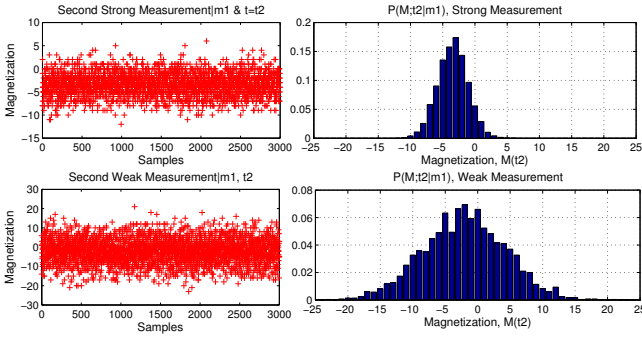 Second Strong Measurement|m1 & t=t2
10
5
0
−5
−10
−15
0 500 1000 1500 2000 2500 3000
Magnetization
Samples
P(M;t2|m1), Strong Measurement
0.2
0.15
0.1
0.05
0
−25 −20 −15 −10 −5 0 5 10 15 20 25
Magnetization, M(t2)
Second Weak Measurement|m1, t2
30
20
10
0
−10
−20
−30
0 500 1000 1500 2000 2500 3000
Magnetization
Samples
P(M;t2|m1), Weak Measurement
0.08
0.06
0.04
0.02
0
−25 −20 −15 −10 −5 0 5 10 15 20 25
Magnetization, M(t2)